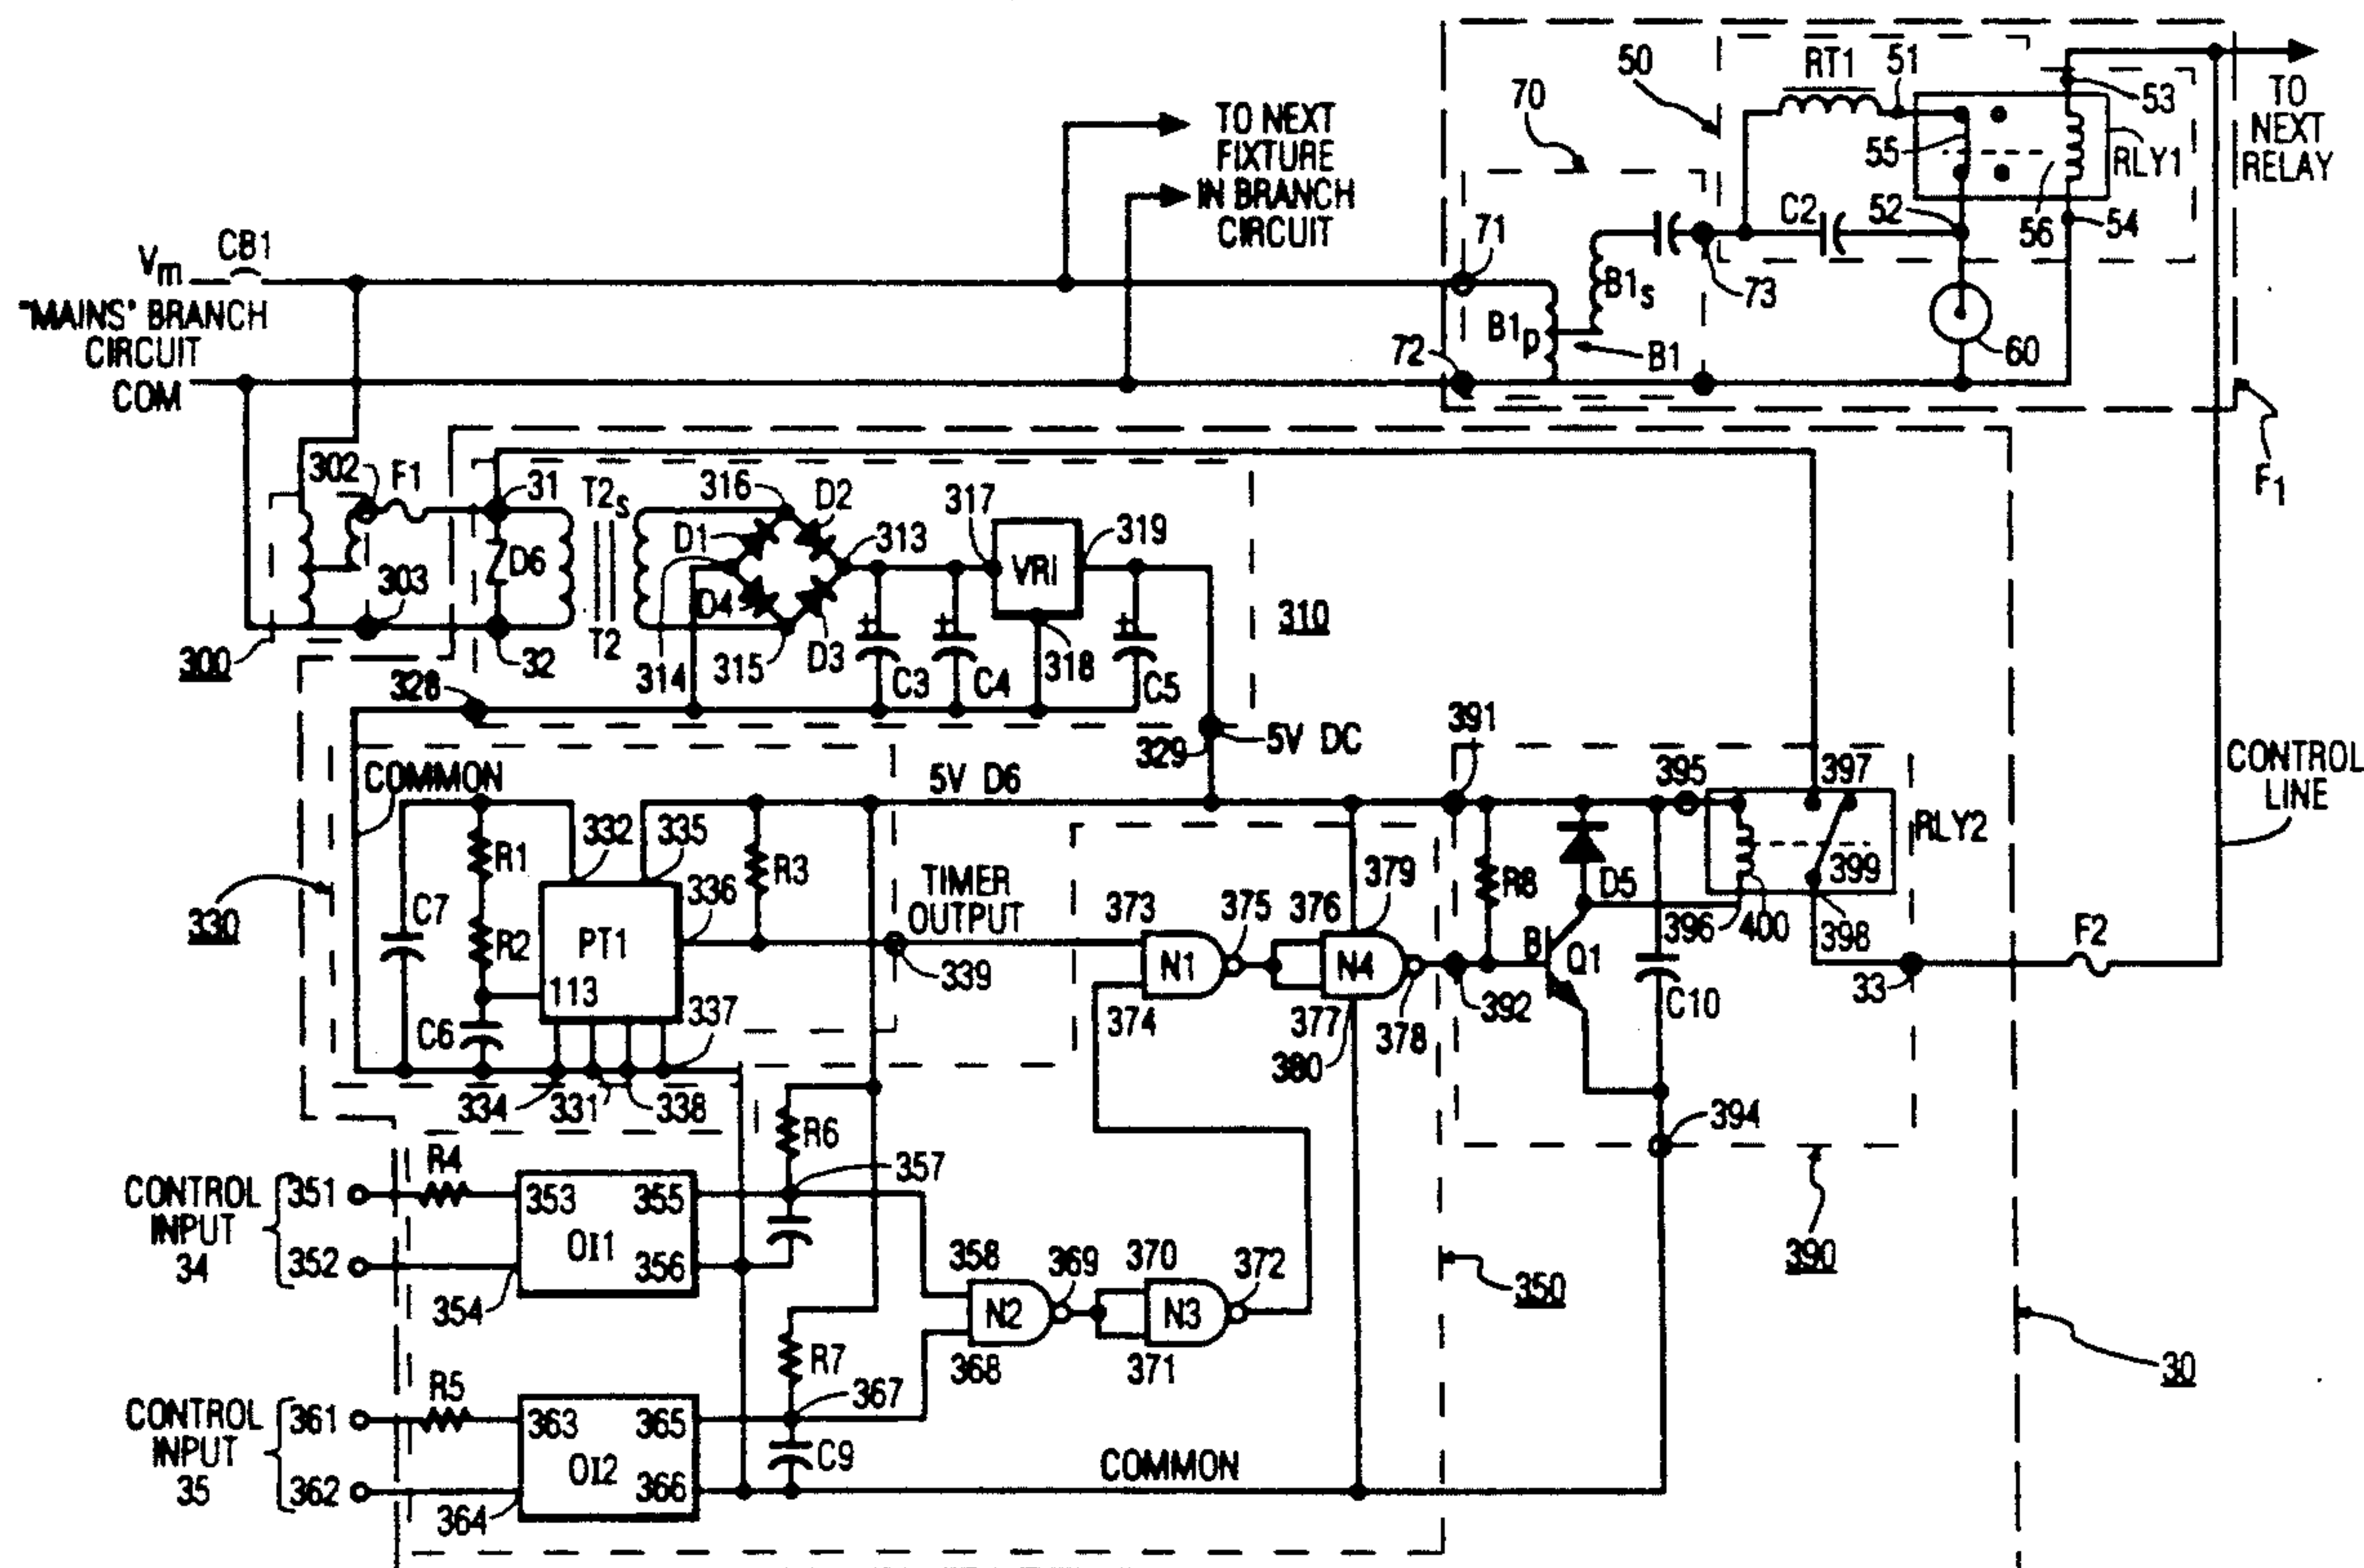 50
RT1
51
53
TO
NEXT
RELAY
70
55
RLY1
TO NEXT
FIXTURE
IN BRANCH
CIRCUIT
C2
52
56
54
71
CB1
Vm
"MAINS" BRANCH
CIRCUIT
COM
B1s
73
B1p
B1
72
60
F1
302
F1
31
T2s
316
D2
317
319
D1
313
D6
VR1
303
D4
310
300
32
T2
314
315
D3
C3
C4
318
C5
328
329
5V DC
391
COMMON
5V D6
395
397
CONTROL
LINE
RLY2
332
335
R1
R3
336
379
399
R8
D5
TIMER
OUTPUT
330
C7
R2
PT1
373
375
376
396
400
398
F2
339
N1
N4
B
Q1
113
C6
337
374
377
378
392
C10
33
380
334
331
338
394
R6
357
R4
CONTROL
INPUT
34
351
353
355
OI1
352
356
354
358
369
370
372
350
390
N2
N3
R7
368
371
30
R5
367
CONTROL
INPUT
35
361
363
365
C9
OI2
COMMON
362
366
364